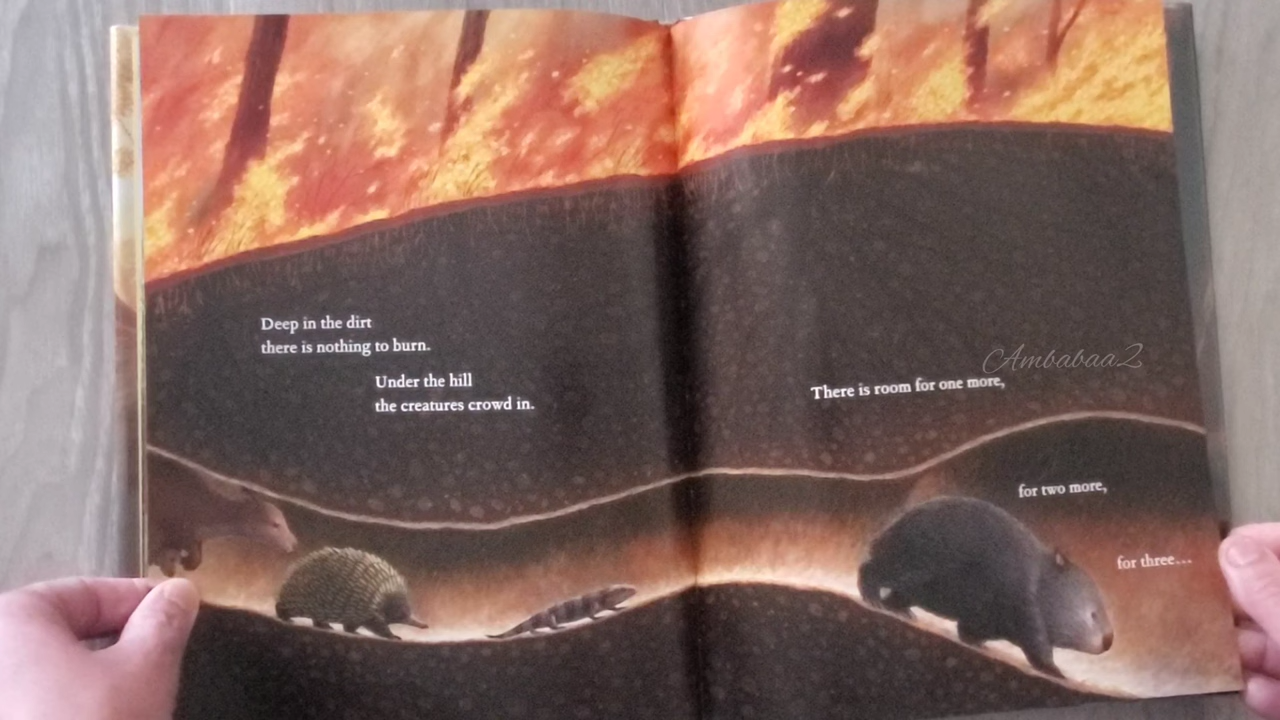 Deep in the dirt
there is nothing to burn.
Under the hill
the creatures crowd in.
Ambabaa2
There is room for one more,
for two more,
for three...